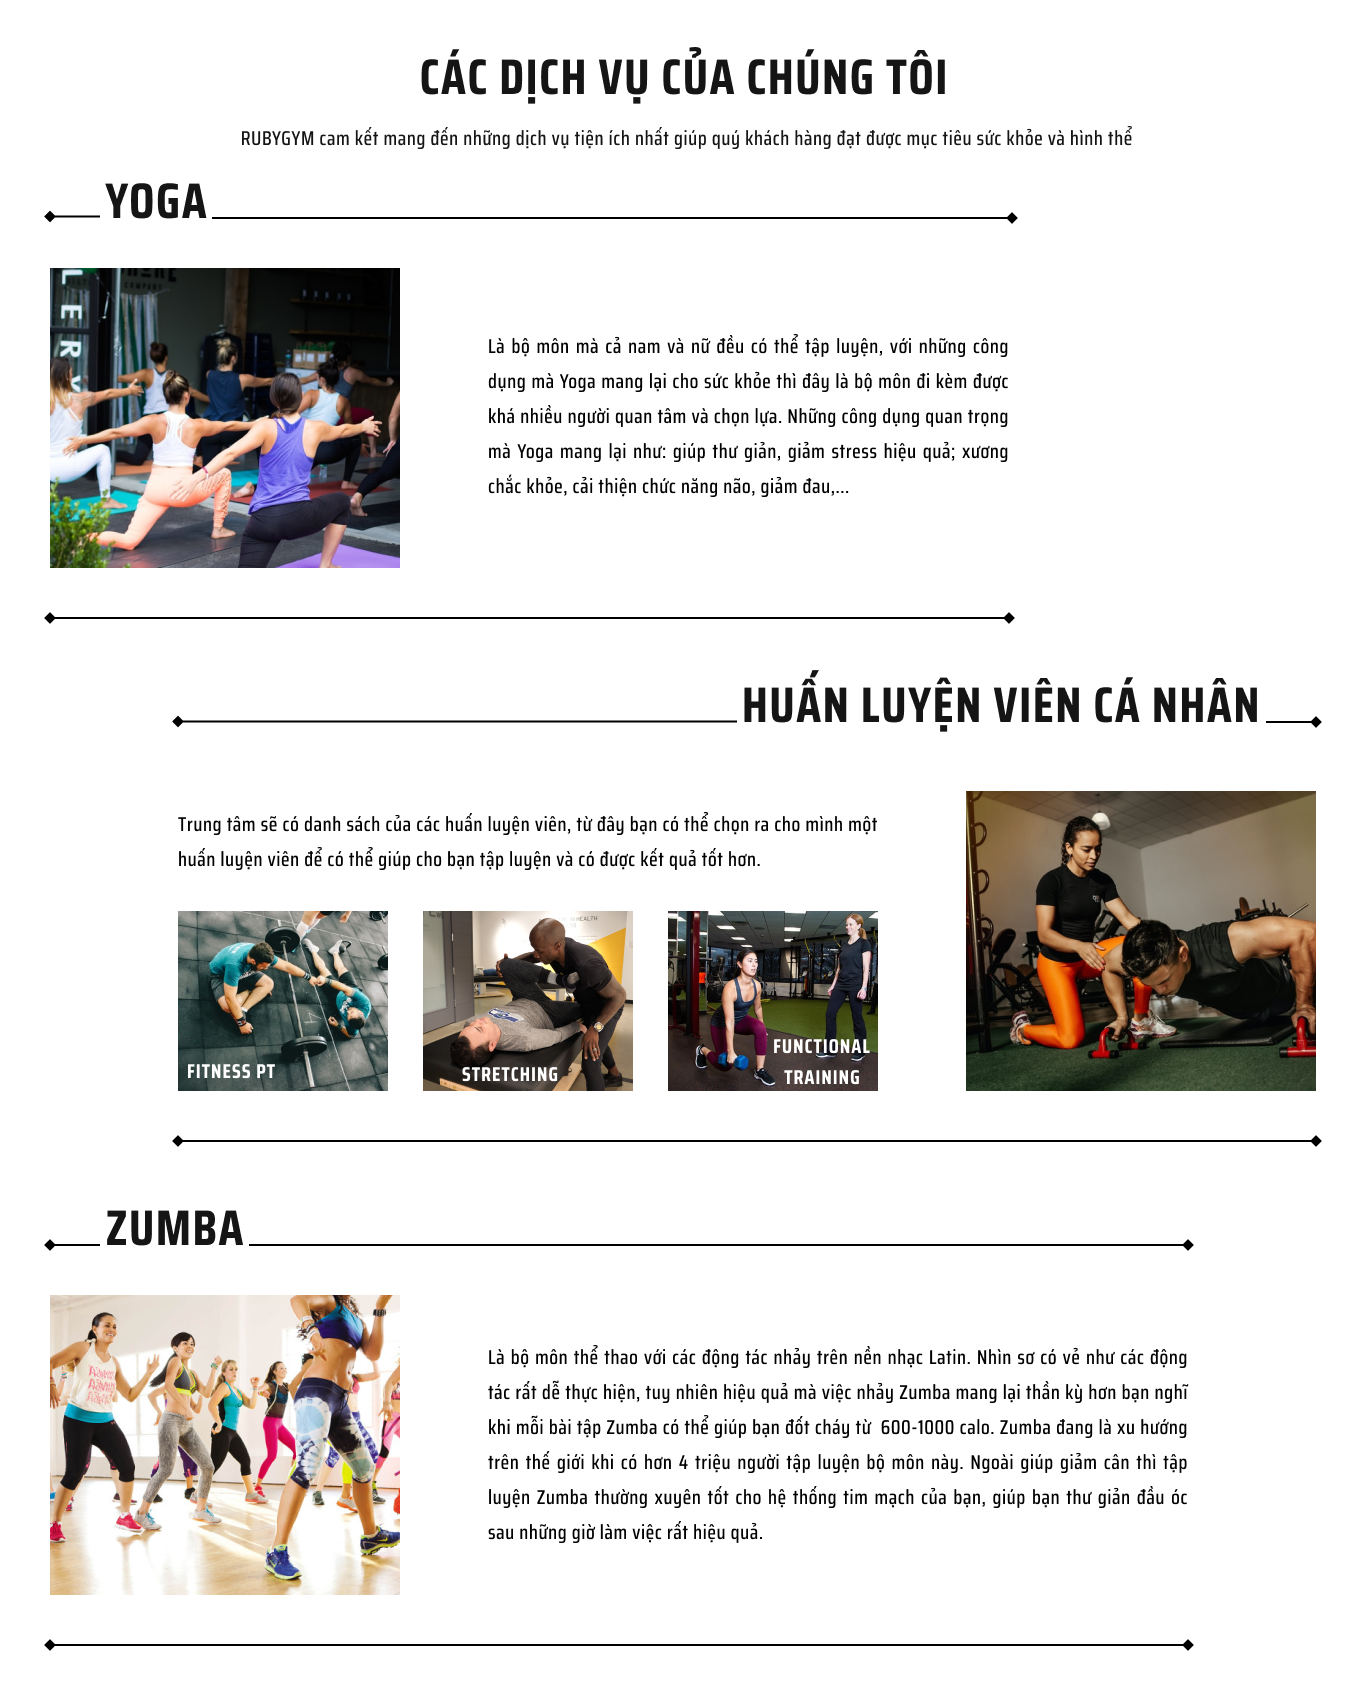 CÁC DỊCH VỤ CỦA CHÚNG TÔI
RUBYGYM cam kết mang đến những dịch vụ tiện ích nhất giúp quý khách hàng đạt được mục tiêu sức khỏe và hình thể
YOGA
LERY
Là bộ môn mà cả nam và nữ đều có thể tập luyện, với những công
dụng mà Yoga mang lại cho sức khỏe thì đây là bộ môn đi kèm được
khá nhiều người quan tâm và chọn lựa. Những công dụng quan trọng
mà Yoga mang lại như: giúp thư giản, giảm stress hiệu quả; xương
chắc khỏe, cải thiện chức năng não, giảm đau,...
HUẤN LUYỆN VIÊN CÁ NHÂN
Trung tâm sẽ có danh sách của các huấn luyện viên, từ đây bạn có thể chọn ra cho mình một
huấn luyện viên để có thể giúp cho bạn tập luyện và có được kết quả tốt hơn.
FITNESS PT
STRETCHING
FUNCTIONAL
TRAINING
ZUMBA
Là bộ môn thể thao với các động tác nhảy trên nền nhạc Latin. Nhìn sơ có vẻ như các động
tác rất dễ thực hiện, tuy nhiên hiệu quả mà việc nhảy Zumba mang lại thần kỳ hơn bạn nghĩ
khi mỗi bài tập Zumba có thể giúp bạn đốt cháy từ  600-1000 calo. Zumba đang là xu hướng
trên thế giới khi có hơn 4 triệu người tập luyện bộ môn này. Ngoài giúp giảm cân thì tập
luyện Zumba thường xuyên tốt cho hệ thống tim mạch của bạn, giúp bạn thư giản đầu óc
sau những giờ làm việc rất hiệu quả.